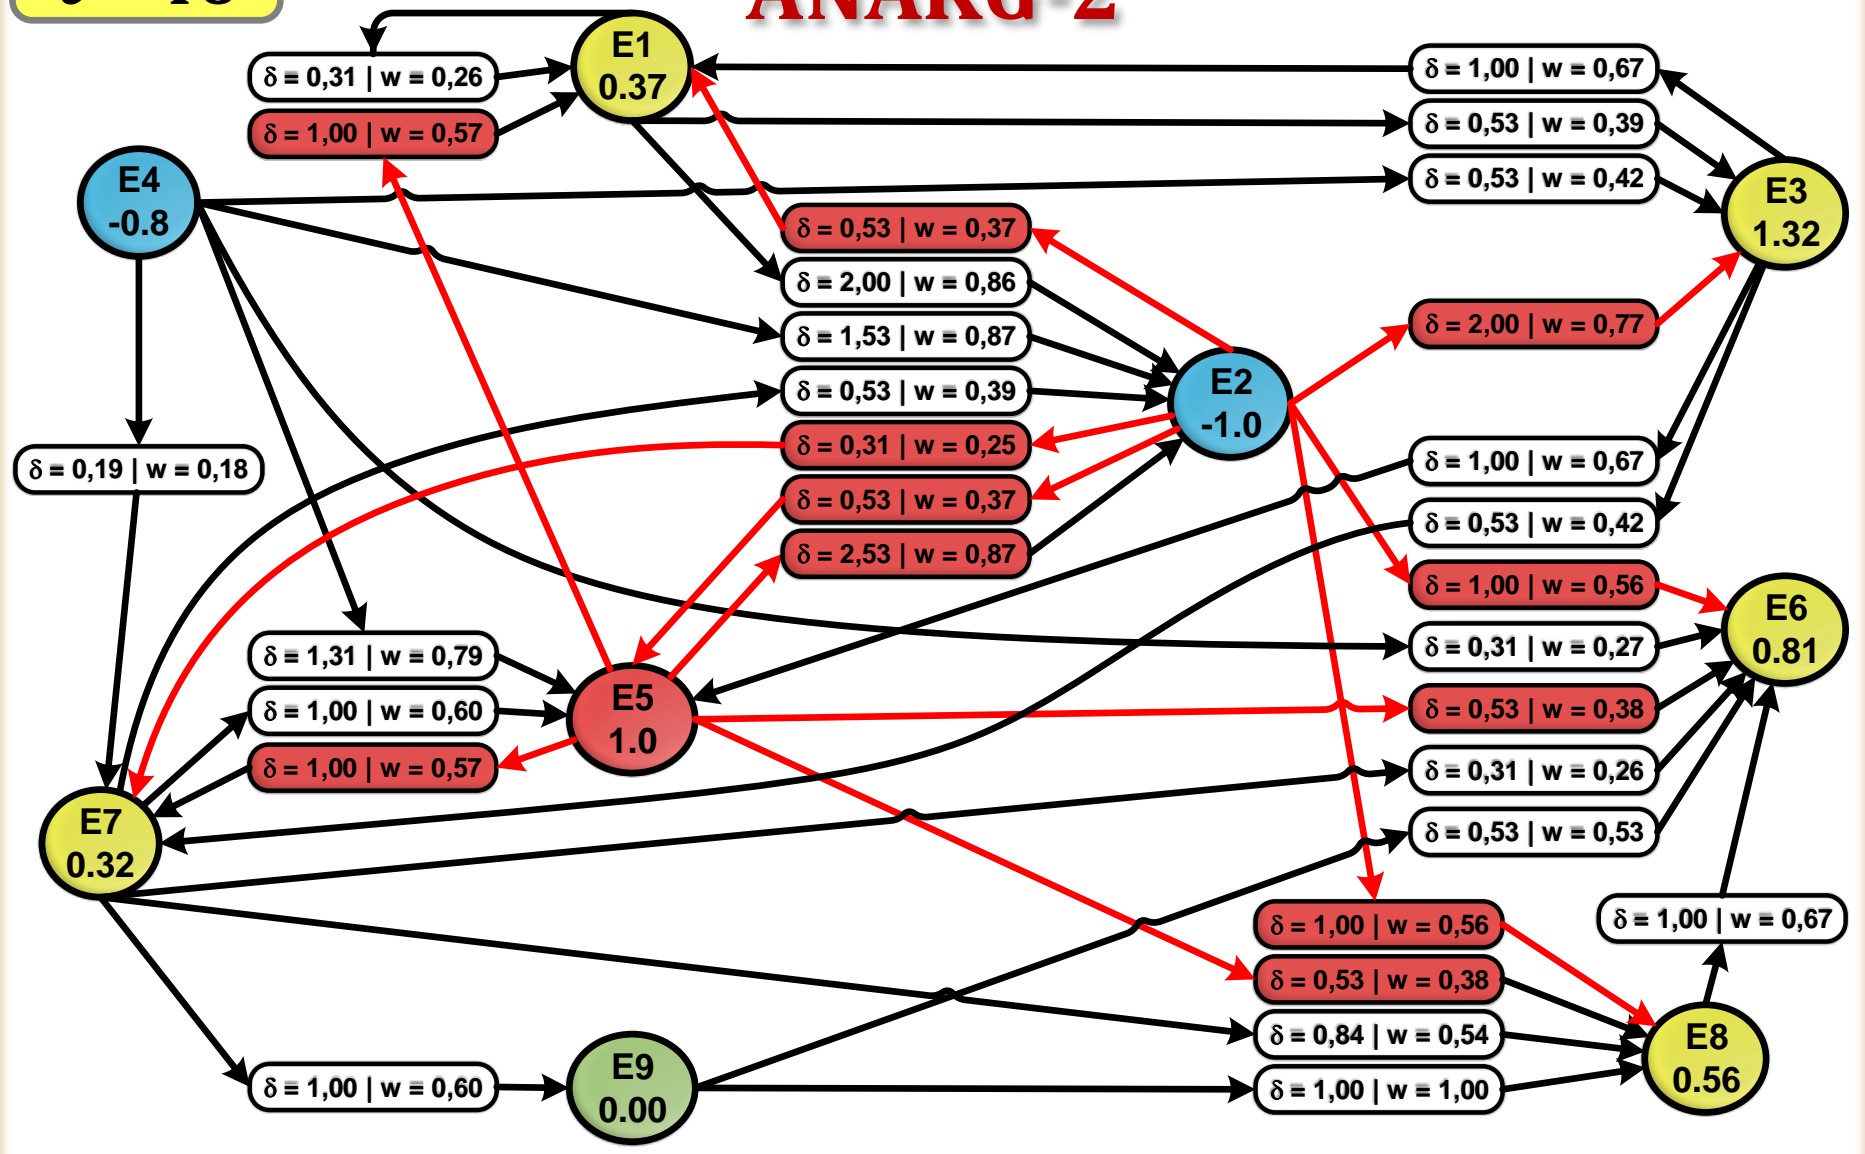 ANAKG-2
E1
0.37
δ = 0,31 | w = 0,26
δ = 1,00 | w = 0,57
δ = 1,00 | w = 0,67
δ = 0,53 | w = 0,39
δ = 0,53 | w = 0,42
E4
-0.8
E3
1.32
δ = 0,53 | w = 0,37
δ = 2,00 | w = 0,86
δ = 1,53 | w = 0,87
δ = 0,53 | w = 0,39
δ = 0,31 | w = 0,25
δ = 0,53 | w = 0,37
δ = 2,53 | w = 0,87
δ = 2,00 | w = 0,77
E2
-1.0
δ = 0,19 | w = 0,18
δ = 1,00 | w = 0,67
δ = 0,53 | w = 0,42
δ = 1,00 | w = 0,56
δ = 0,31 | w = 0,27
δ = 0,53 | w = 0,38
δ = 0,31 | w = 0,26
δ = 0,53 | w = 0,53
E6
0.81
δ = 1,31 | w = 0,79
δ = 1,00 | w = 0,60
δ = 1,00 | w = 0,57
E5
1.0
E7
0.32
δ = 1,00 | w = 0,56
δ = 0,53 | w = 0,38
δ = 0,84 | w = 0,54
δ = 1,00 | w = 1,00
δ = 1,00 | w = 0,67
E8
0.56
δ = 1,00 | w = 0,60
E9
0.00